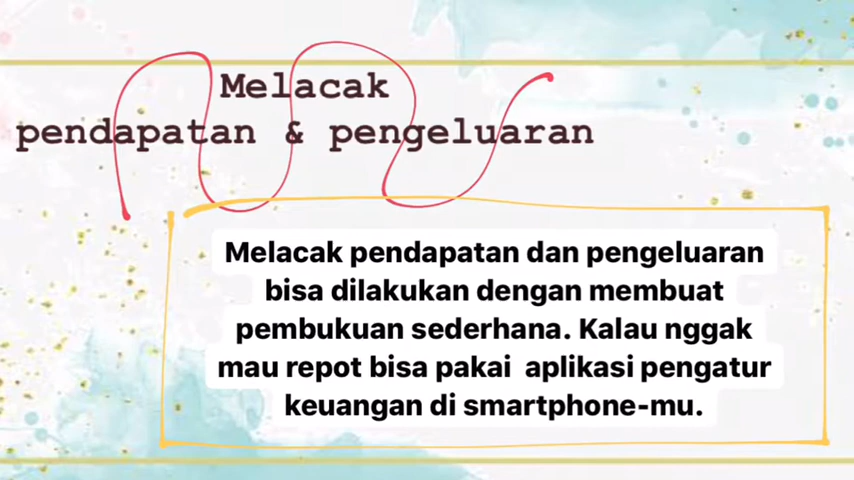 Melacak
pendapatan & pengeluaran
Melacak pendapatan dan pengeluaran
bisa dilakukan dengan membuat
pembukuan sederhana. Kalau nggak
mau repot bisa pakai aplikasi pengatur
keuangan di smartphone-mu.